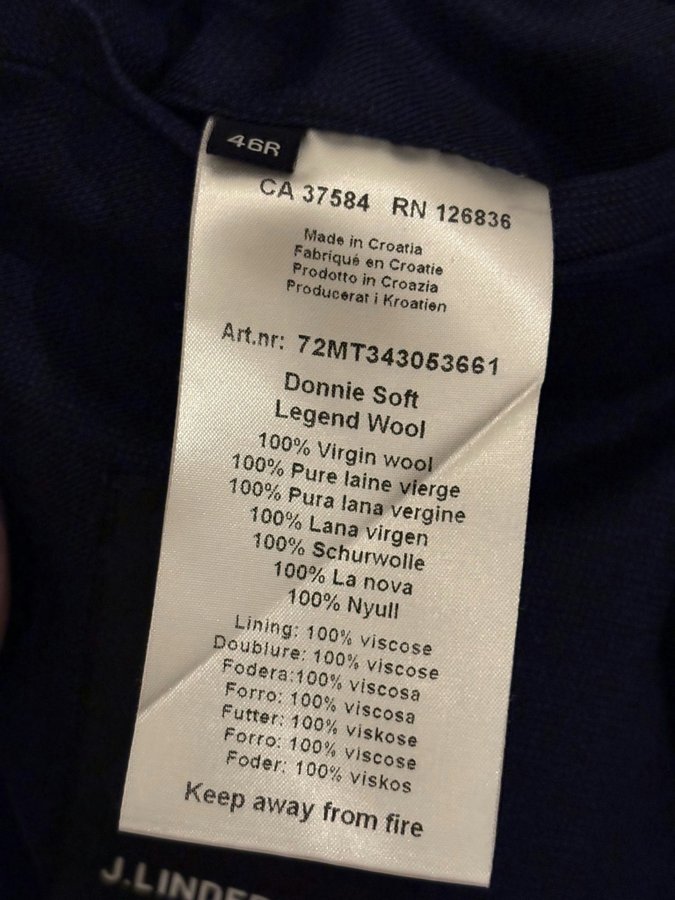 46R
CA 37584 RN 126836
Made in Croatia
Fabriqué en Croatie
Prodotto in Croazia
Producerat i Kroatien
Art.nr: 72MT343053661
Donnie Soft
Legend Wool
100% Virgin wool
100% Pure laine vierge
100% Pura lana vergine
100% Lana virgen
100% Schurwolle
100% La nova
100% Nyull
Lining: 100% viscose
Doublure: 100% viscose
Fodera:100% viscosa
Forro: 100% viscosa
Futter: 100% viskose
Forro: 100% viscose
Foder: 100% viskos
Keep away from fire